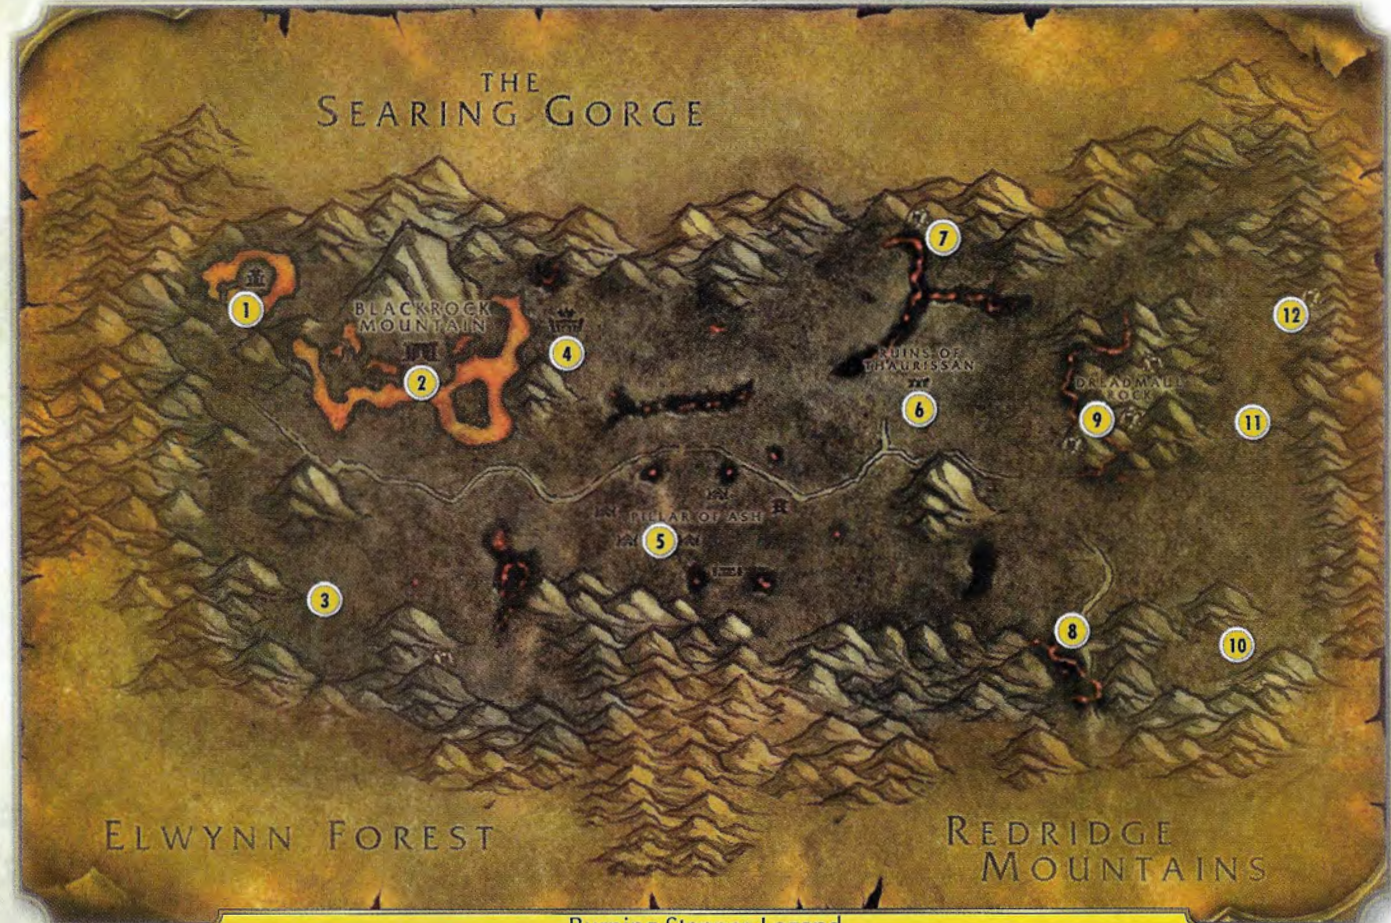 THE
SEARING GORGE
7
1
BLACKROCK
MOUNTAIN
12
4
RUINS OF
THAURISSAN
2
6
DREADMAUL
ROCK
9
11
PILLAR OF ASH
5
3
8
10
ELWYNN FOREST
REDRIDGE
MOUNTAINS
Legend